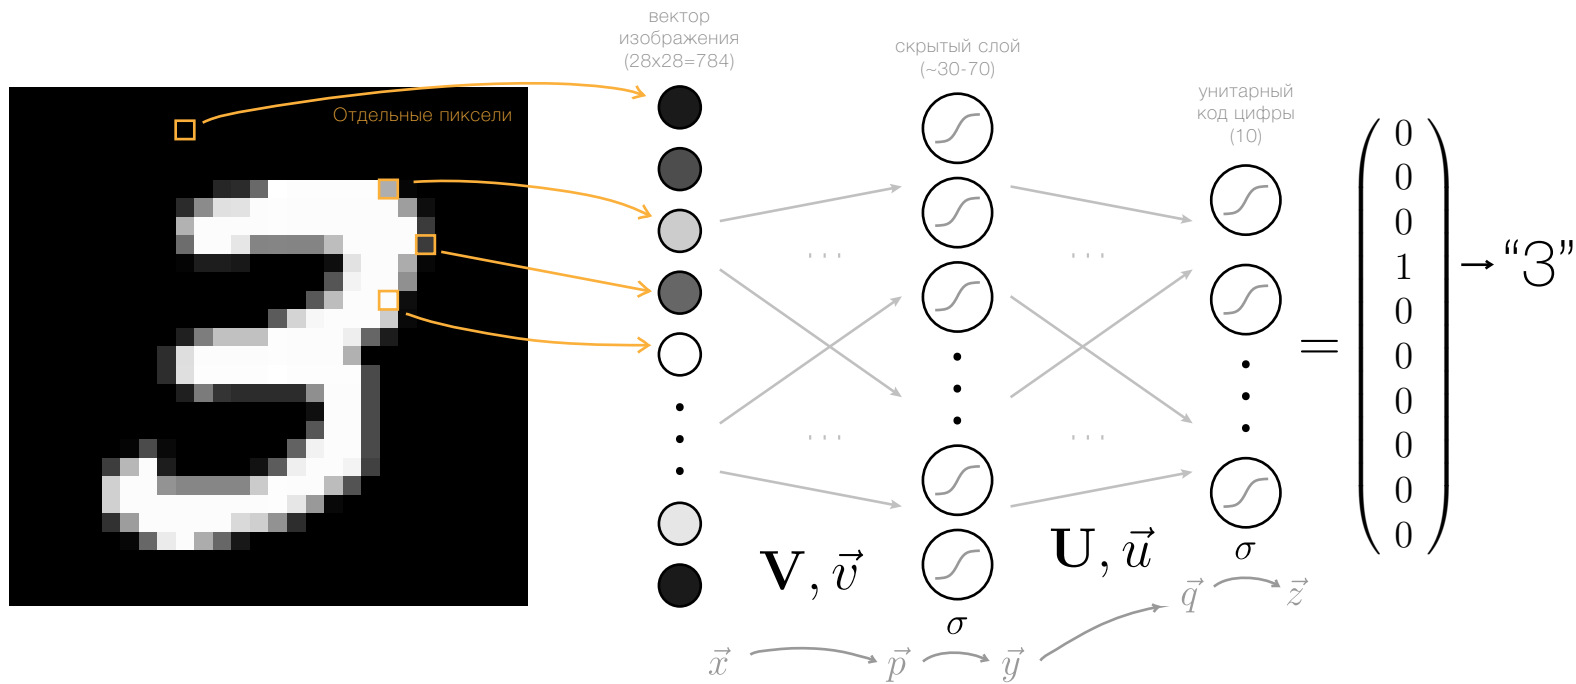 вектор
изображения
(28x28=784)
скрытый слой
(~30-70)
унитарный
код цифры
(10)
Отдельные пиксели
...
...
...
...
0
0
0
1
0
0
0
0
0
0
=
→ “3”
V, v⃗
U, u⃗
σ
σ
x⃗
p⃗
y⃗
q⃗
z⃗